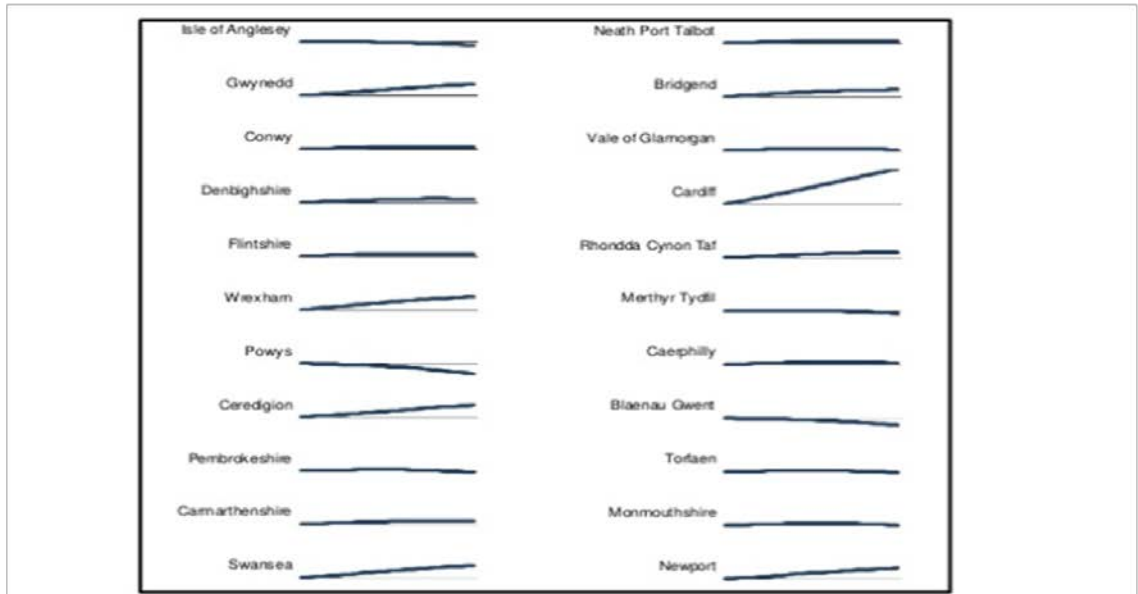 Isle of Anglesey
Gwynedd
Conwy
Denbighshire
Flintshire
Wrexham
Powys
Ceredigion
Pembrokeshire
Carmarthenshire
Swansea
Neath Port Talbot
Bridgend
Vale of Glamorgan
Cardiff
Rhondda Cynon Taf
Merthyr Tydfil
Caerphilly
Blaenau Gwent
Torfaen
Monmouthshire
Newport